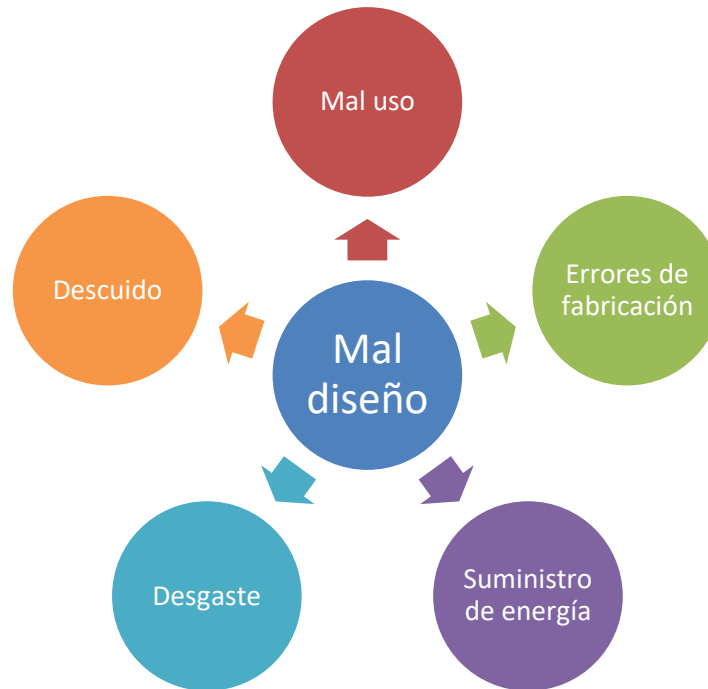 Mal uso
Descuido
Errores de
fabricación
Mal
diseño
Desgaste
Suministro
de energía